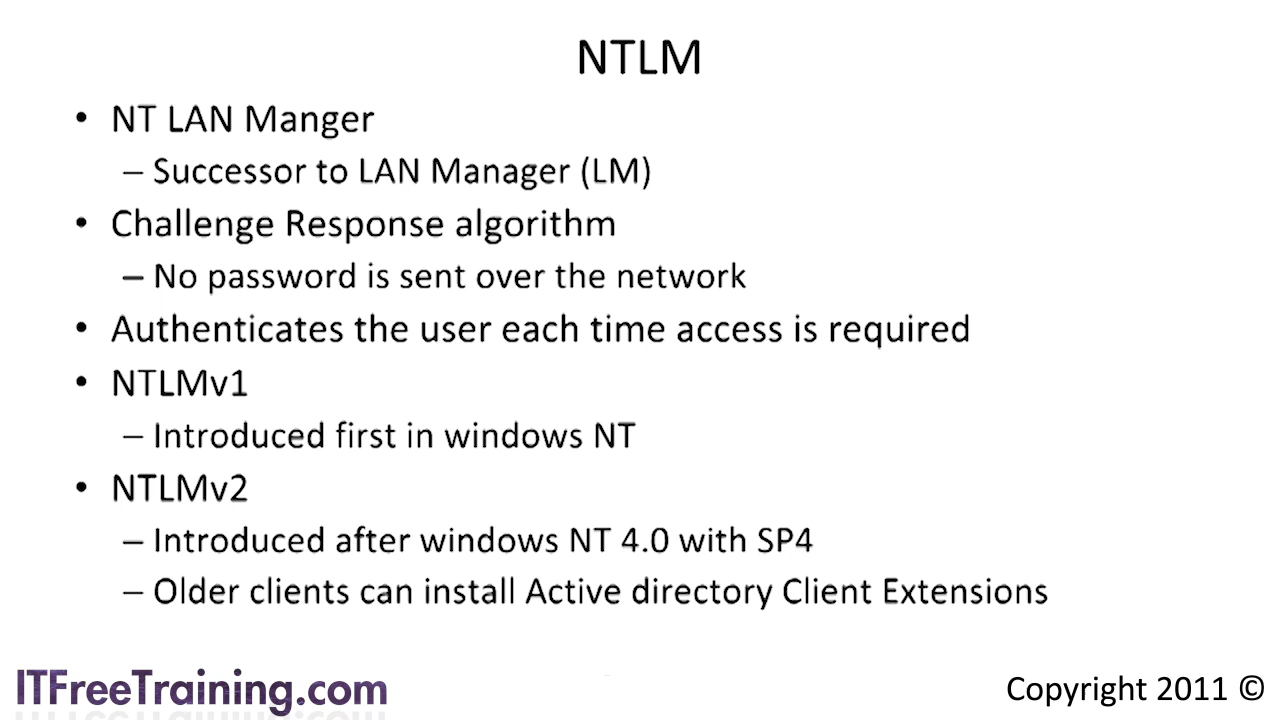 NTLM
• NT LAN Manger
– Successor to LAN Manager (LM)
• Challenge Response algorithm
– No password is sent over the network
• Authenticates the user each time access is required
• NTLMv1
– Introduced first in windows NT
• NTLMv2
– Introduced after windows NT 4.0 with SP4
– Older clients can install Active directory Client Extensions
ITFreeTraining.com
Copyright 2011 ©